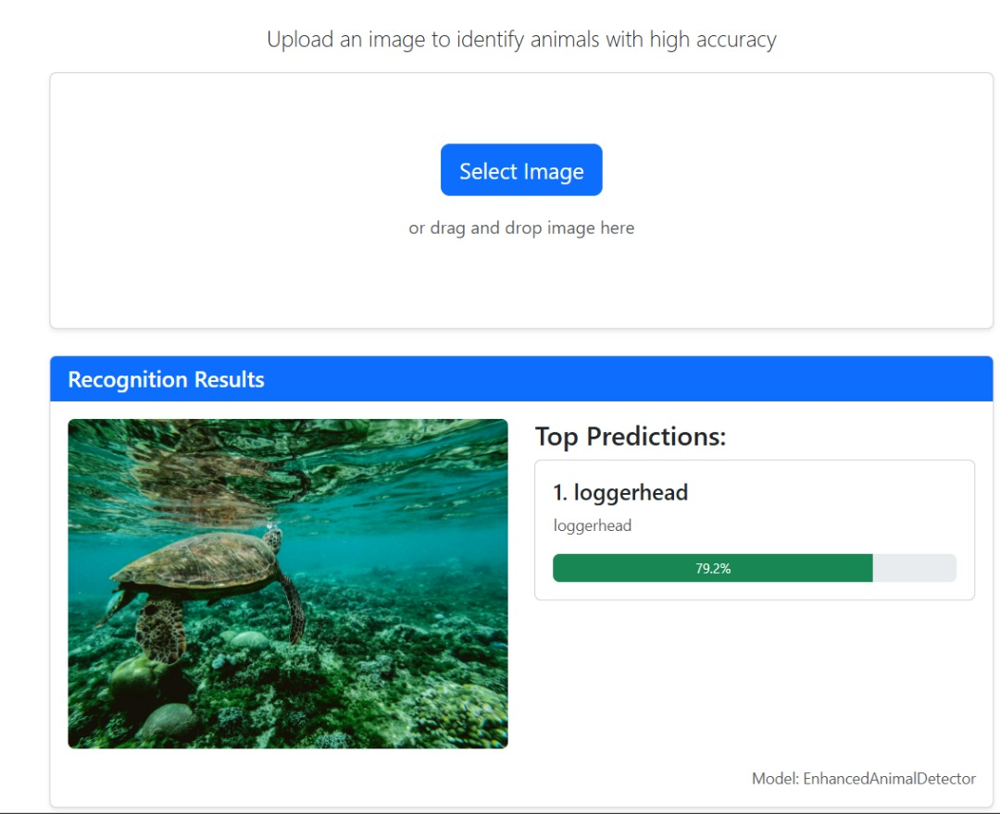 Upload an image to identify animals with high accuracy
Select Image
or drag and drop image here
Recognition Results
Top Predictions:
1. loggerhead
loggerhead
79.2%
Model: EnhancedAnimalDetector